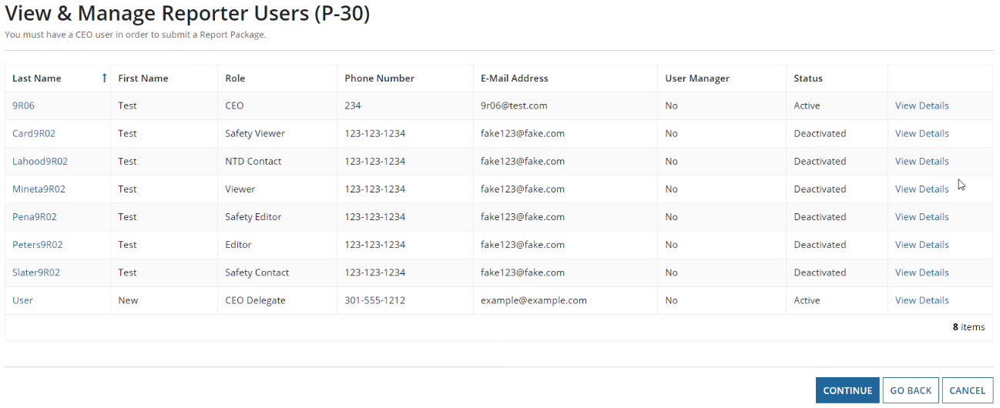 View & Manage Reporter Users (P-30)
You must have a CEO user in order to submit a Report Package.
Last Name ↑ First Name Role Phone Number E-Mail Address User Manager Status
9R06 Test CEO 234 9r06@test.com No Active View Details
Card9R02 Test Safety Viewer 123-123-1234 fake123@fake.com No Deactivated View Details
Lahood9R02 Test NTD Contact 123-123-1234 fake123@fake.com No Deactivated View Details
Mineta9R02 Test Viewer 123-123-1234 fake123@fake.com No Deactivated View Details
Pena9R02 Test Safety Editor 123-123-1234 fake123@fake.com No Deactivated View Details
Peters9R02 Test Editor 123-123-1234 fake123@fake.com No Deactivated View Details
Slater9R02 Test Safety Contact 123-123-1234 fake123@fake.com No Deactivated View Details
User New CEO Delegate 301-555-1212 example@example.com No Active View Details
8 items
CONTINUE GO BACK CANCEL